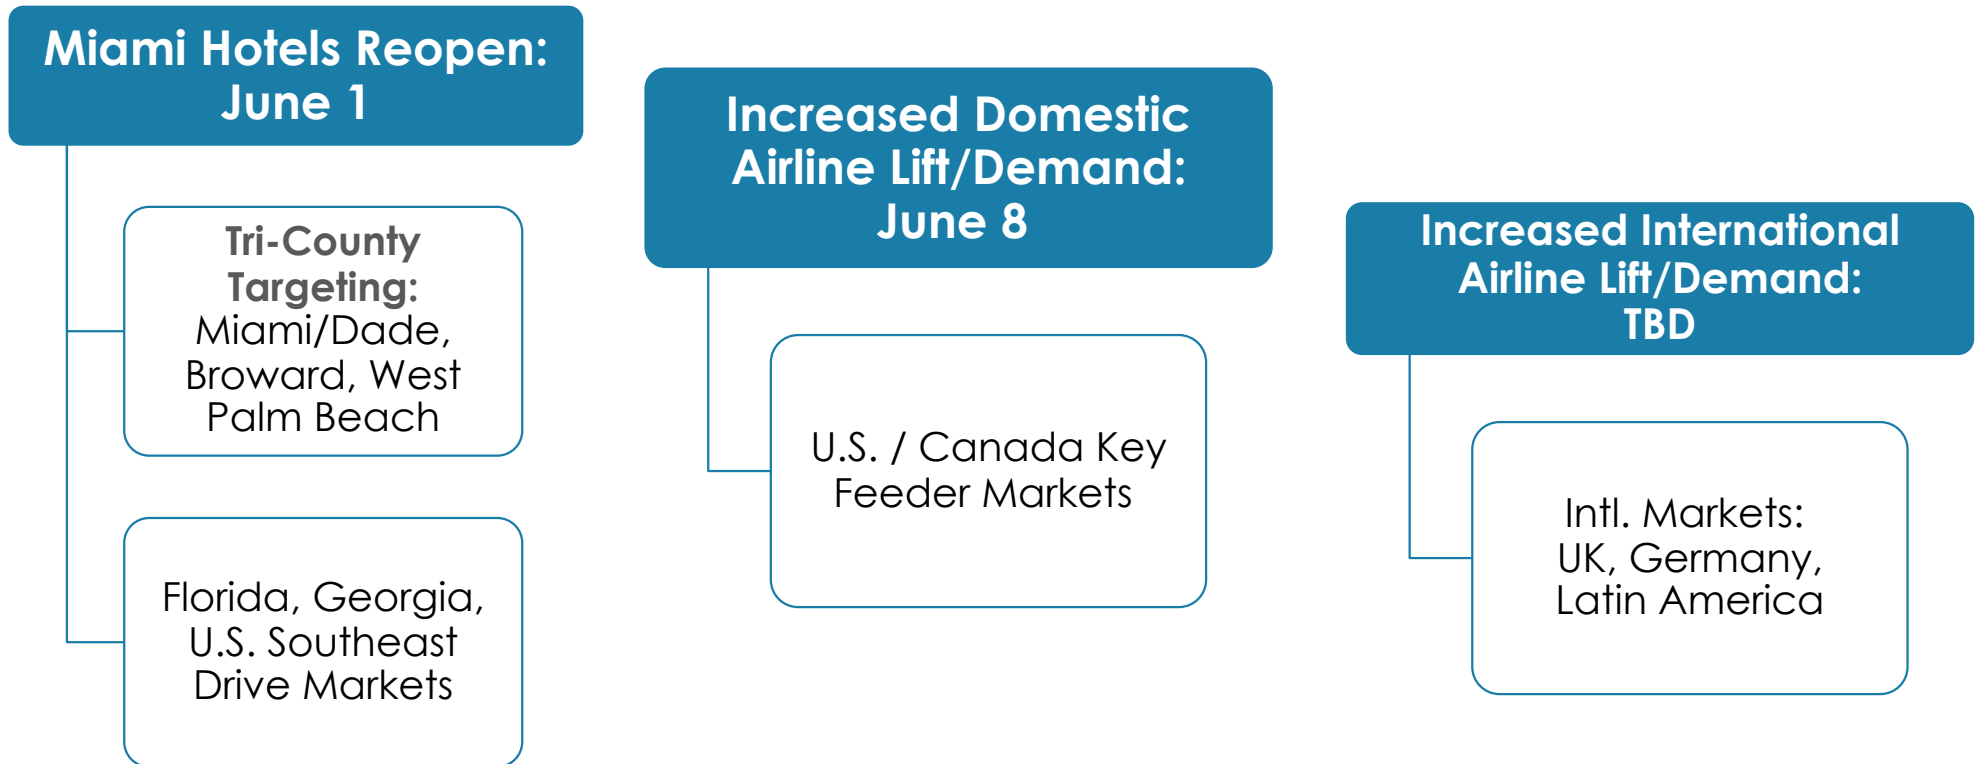 Miami Hotels Reopen:
June 1
Tri-County
Targeting:
Miami/Dade,
Broward, West
Palm Beach
Florida, Georgia,
U.S. Southeast
Drive Markets
Increased Domestic
Airline Lift/Demand:
June 8
U.S. / Canada Key
Feeder Markets
Increased International
Airline Lift/Demand:
TBD
Intl. Markets:
UK, Germany,
Latin America